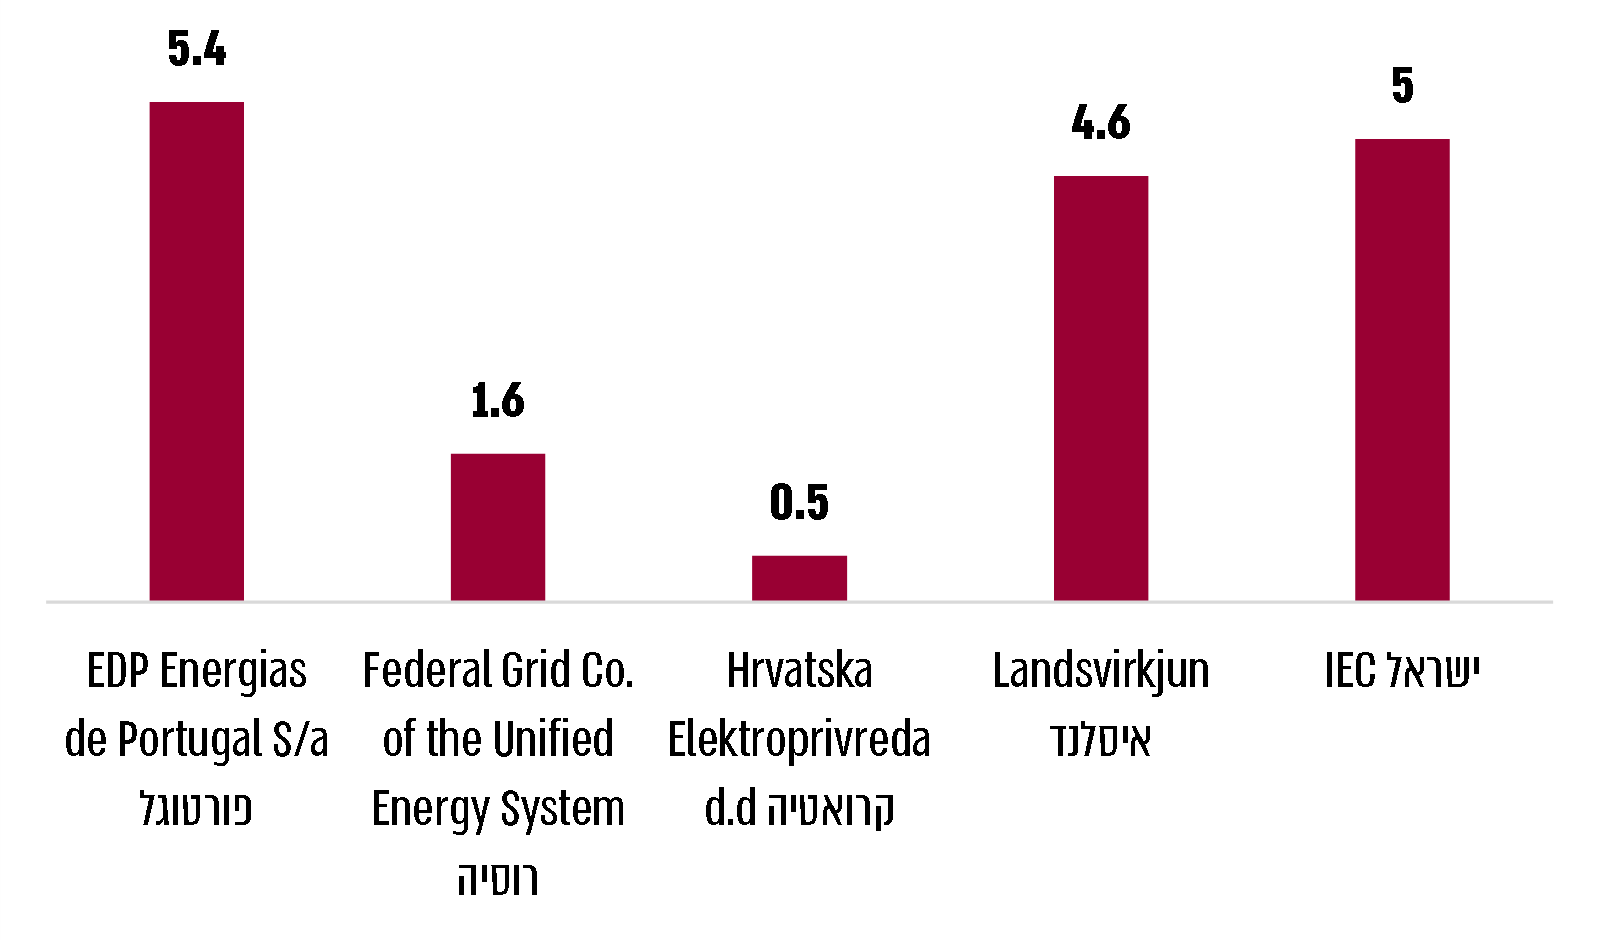 5.4
1.6
0.5
4.6
5
EDP Energias
de Portugal S/a
פורטוגל
Federal Grid Co.
of the Unified
Energy System
רוסיה
Hrvatska
Elektroprivreda
d.d קרואטיה
Landsvirkjun
איסלנד
IEC ישראל